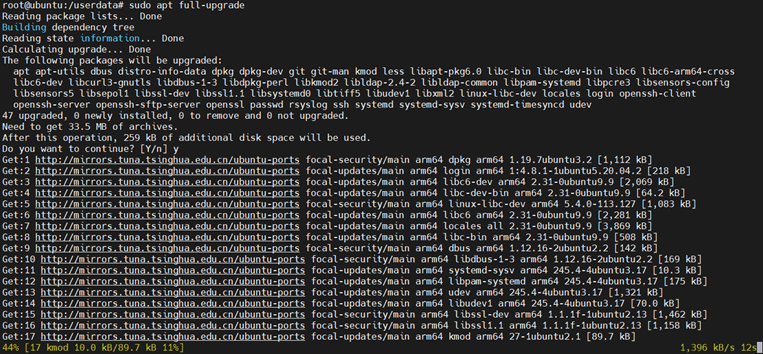 root@ubuntu:/userdata# sudo apt full-upgrade
Reading package lists... Done
Building dependency tree
Reading state information... Done
Calculating upgrade... Done
The following packages will be upgraded:
  apt apt-utils dbus distro-info-data dpkg dpkg-dev git git-man kmod less libapt-pkg6.0 libc-bin libc-dev-bin libc6 libc6-arm64-cross
  libc6-dev libcurl3-gnutls libdbus-1-3 libdpkg-perl libkmod2 libldap-2.4-2 libldap-common libpam-systemd libpcre3 libsensors-config
  libsensors5 libsepol1 libssl-dev libssl1.1 libsystemd0 libtiff5 libudev1 libxml2 linux-libc-dev locales login openssh-client
  openssh-server openssh-sftp-server openssl passwd rsyslog ssh systemd systemd-sysv systemd-timesyncd udev
47 upgraded, 0 newly installed, 0 to remove and 0 not upgraded.
Need to get 33.5 MB of archives.
After this operation, 259 kB of additional disk space will be used.
Do you want to continue? [Y/n] y
Get:1 http://mirrors.tuna.tsinghua.edu.cn/ubuntu-ports focal-security/main arm64 dpkg arm64 1.19.7ubuntu3.2 [1,112 kB]
Get:2 http://mirrors.tuna.tsinghua.edu.cn/ubuntu-ports focal-updates/main arm64 login arm64 1:4.8.1-1ubuntu5.20.04.2 [218 kB]
Get:3 http://mirrors.tuna.tsinghua.edu.cn/ubuntu-ports focal-updates/main arm64 libc6-dev arm64 2.31-0ubuntu9.9 [2,069 kB]
Get:4 http://mirrors.tuna.tsinghua.edu.cn/ubuntu-ports focal-updates/main arm64 libc-dev-bin arm64 2.31-0ubuntu9.9 [64.2 kB]
Get:5 http://mirrors.tuna.tsinghua.edu.cn/ubuntu-ports focal-security/main arm64 linux-libc-dev arm64 5.4.0-113.127 [1,083 kB]
Get:6 http://mirrors.tuna.tsinghua.edu.cn/ubuntu-ports focal-updates/main arm64 libc6 arm64 2.31-0ubuntu9.9 [2,281 kB]
Get:7 http://mirrors.tuna.tsinghua.edu.cn/ubuntu-ports focal-updates/main arm64 locales all 2.31-0ubuntu9.9 [3,869 kB]
Get:8 http://mirrors.tuna.tsinghua.edu.cn/ubuntu-ports focal-updates/main arm64 libc-bin arm64 2.31-0ubuntu9.9 [508 kB]
Get:9 http://mirrors.tuna.tsinghua.edu.cn/ubuntu-ports focal-security/main arm64 dbus arm64 1.12.16-2ubuntu2.2 [142 kB]
Get:10 http://mirrors.tuna.tsinghua.edu.cn/ubuntu-ports focal-security/main arm64 libdbus-1-3 arm64 1.12.16-2ubuntu2.2 [169 kB]
Get:11 http://mirrors.tuna.tsinghua.edu.cn/ubuntu-ports focal-updates/main arm64 systemd-sysv arm64 245.4-4ubuntu3.17 [10.3 kB]
Get:12 http://mirrors.tuna.tsinghua.edu.cn/ubuntu-ports focal-updates/main arm64 libpam-systemd arm64 245.4-4ubuntu3.17 [175 kB]
Get:13 http://mirrors.tuna.tsinghua.edu.cn/ubuntu-ports focal-updates/main arm64 udev arm64 245.4-4ubuntu3.17 [1,321 kB]
Get:14 http://mirrors.tuna.tsinghua.edu.cn/ubuntu-ports focal-updates/main arm64 libudev1 arm64 245.4-4ubuntu3.17 [70.0 kB]
Get:15 http://mirrors.tuna.tsinghua.edu.cn/ubuntu-ports focal-security/main arm64 libssl-dev arm64 1.1.1f-1ubuntu2.13 [1,462 kB]
Get:16 http://mirrors.tuna.tsinghua.edu.cn/ubuntu-ports focal-security/main arm64 libssl1.1 arm64 1.1.1f-1ubuntu2.13 [1,158 kB]
Get:17 http://mirrors.tuna.tsinghua.edu.cn/ubuntu-ports focal-updates/main arm64 kmod arm64 27-1ubuntu2.1 [89.7 kB]
44% [17 kmod 10.0 kB/89.7 kB 11%] 1,396 kB/s 12s